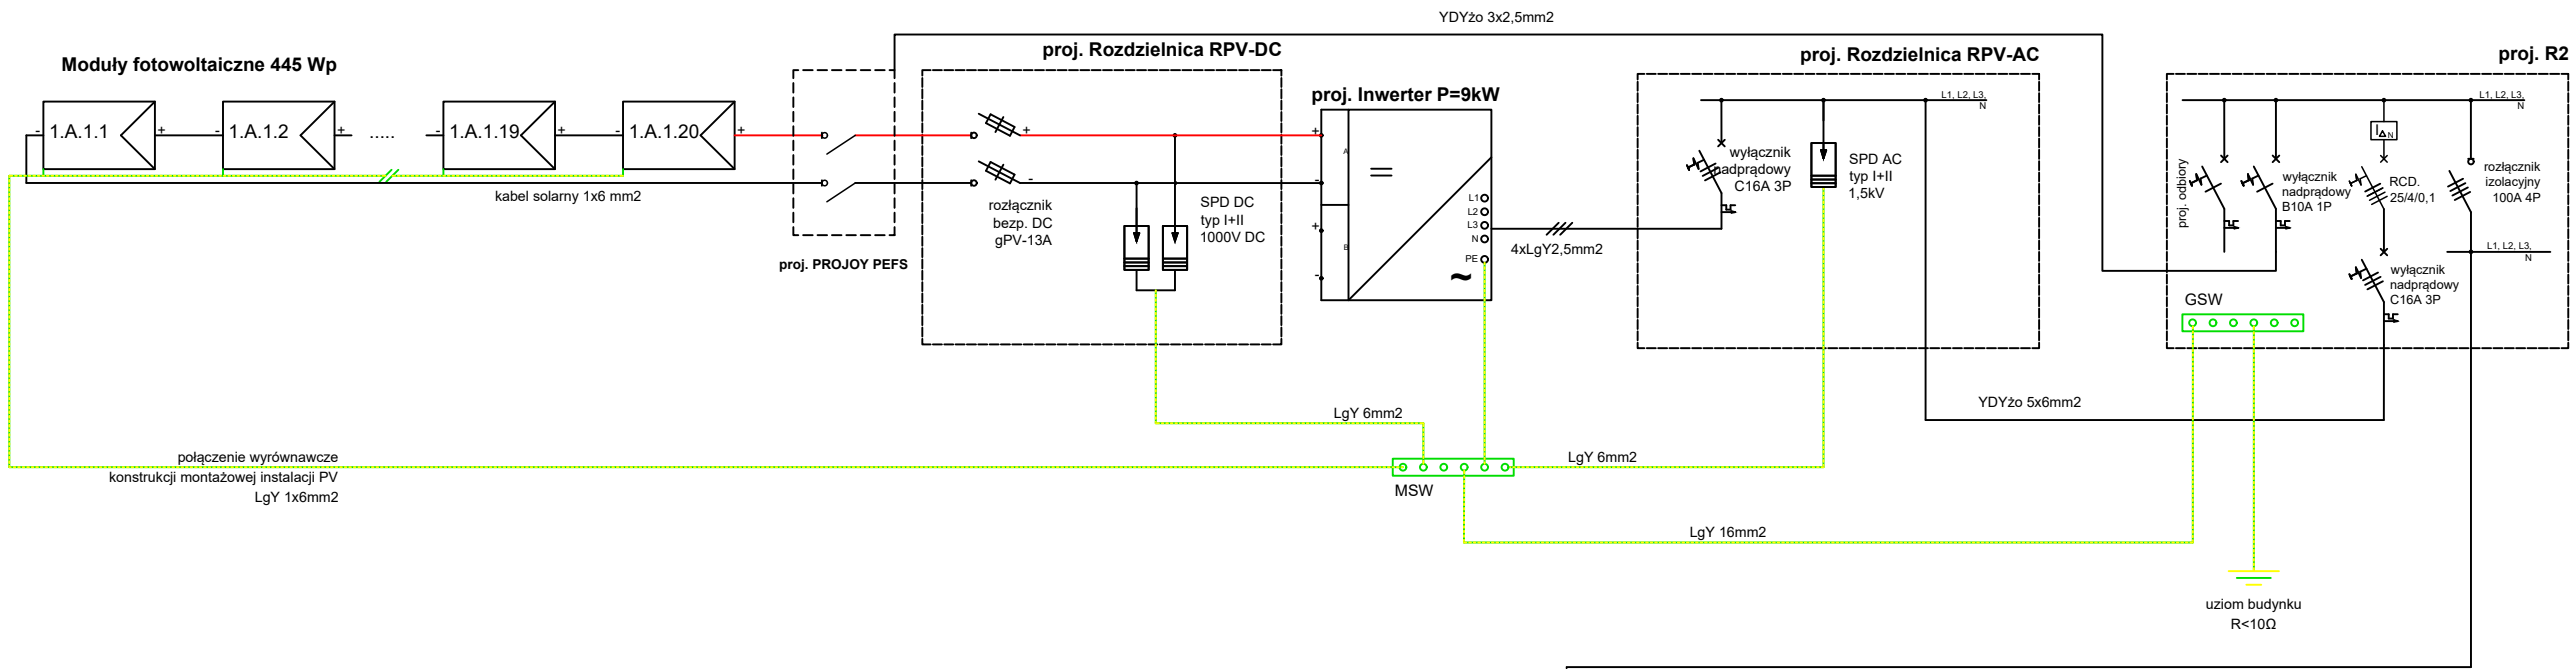 YDYżo 3x2,5mm2
Moduły fotowoltaiczne 445 Wp
1.A.1.1
1.A.1.2
.....
1.A.1.19
1.A.1.20
- + - + - + - +
kabel solarny 1x6 mm2
proj. PROJOY PEFS
proj. Rozdzielnica RPV-DC
+
-
rozłącznik
bezp. DC
gPV-13A
SPD DC
typ I+II
1000V DC
proj. Inwerter P=9kW
+
-
+
-
A
B
=
~
L1
L2
L3
N
PE
4xLgY2,5mm2
proj. Rozdzielnica RPV-AC
L1, L2, L3,
N
wyłącznik
nadprądowy
C16A 3P
SPD AC
typ I+II
1,5kV
proj. R2
L1, L2, L3,
N
proj. odbiory
wyłącznik
nadprądowy
B10A 1P
I∆N
RCD.
25/4/0,1
rozłącznik
izolacyjny
100A 4P
L1, L2, L3,
N
wyłącznik
nadprądowy
C16A 3P
GSW
YDYżo 5x6mm2
LgY 6mm2
LgY 6mm2
MSW
połączenie wyrównawcze
konstrukcji montażowej instalacji PV
LgY 1x6mm2
LgY 16mm2
uziom budynku
R<10Ω